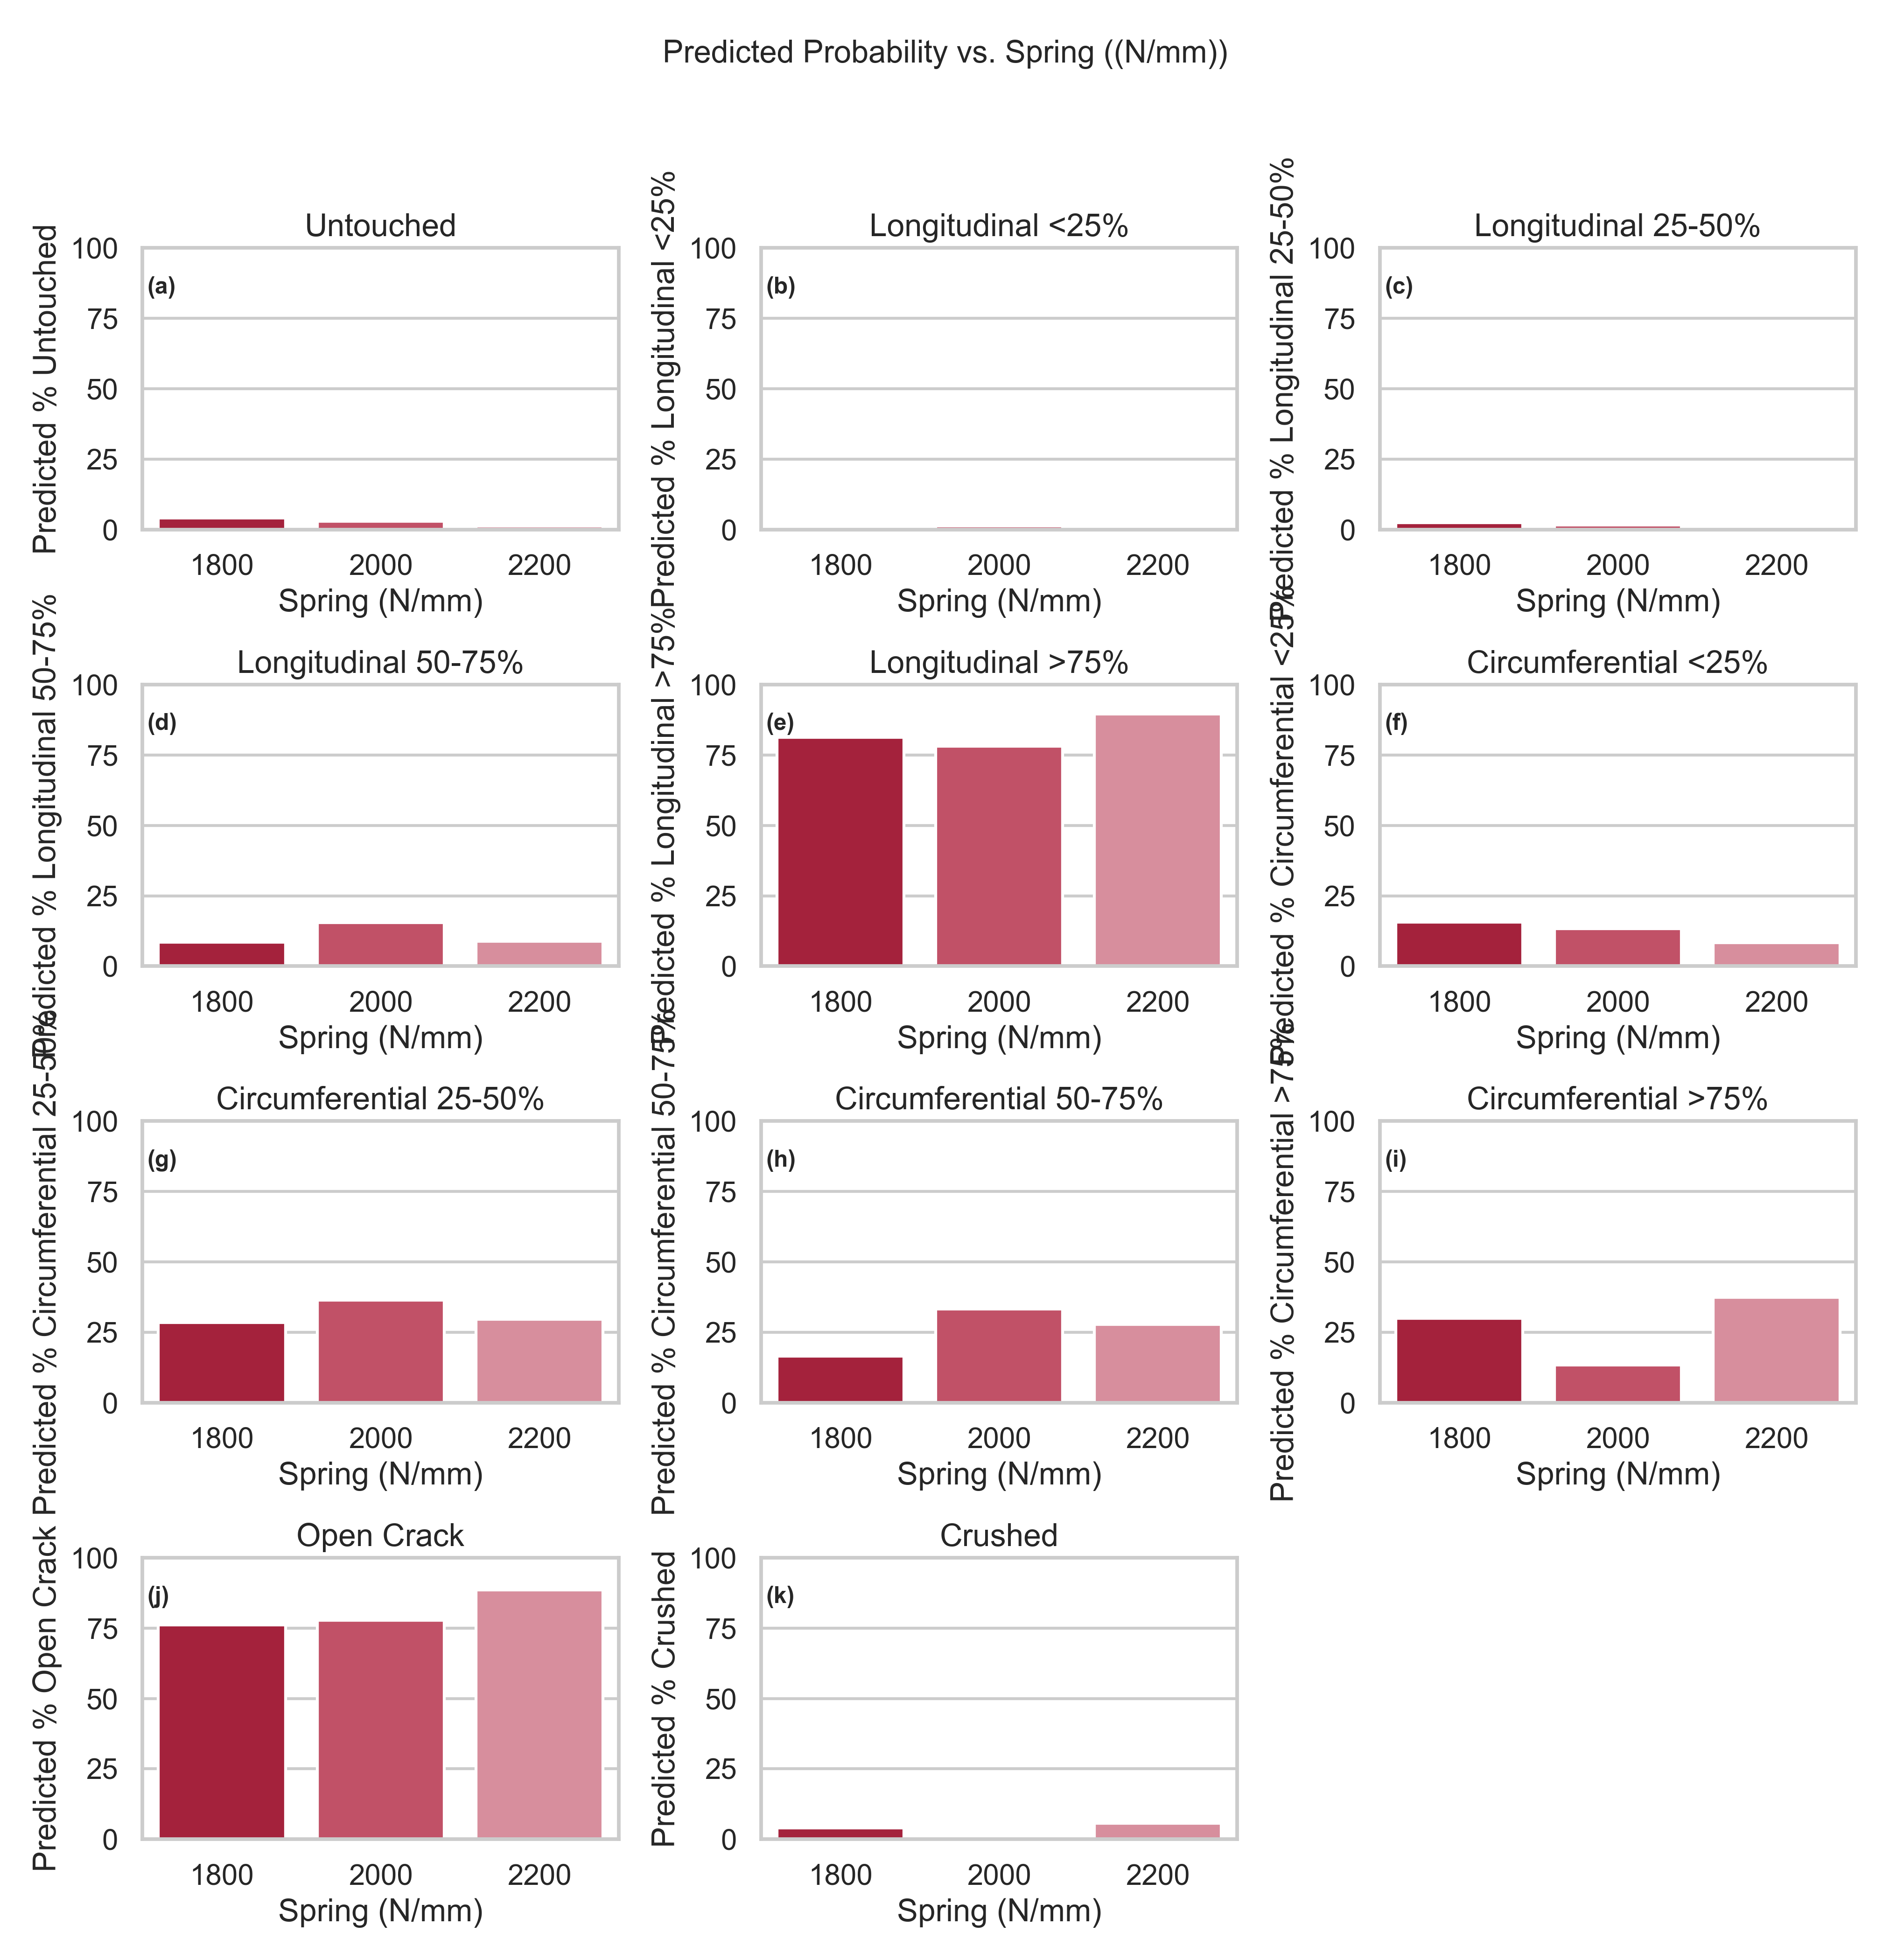 Predicted Probability vs. Spring ((N/mm))
Untouched
Predicted % Untouched
(a)
100
75
50
25
0
1800 2000 2200
Spring (N/mm)
Longitudinal <25%
Predicted % Longitudinal <25%
(b)
100
75
50
25
0
1800 2000 2200
Spring (N/mm)
Longitudinal 25-50%
Predicted % Longitudinal 25-50%
(c)
100
75
50
25
0
1800 2000 2200
Spring (N/mm)
Longitudinal 50-75%
Predicted % Longitudinal 50-75%
(d)
100
75
50
25
0
1800 2000 2200
Spring (N/mm)
Longitudinal >75%
Predicted % Longitudinal >75%
(e)
100
75
50
25
0
1800 2000 2200
Spring (N/mm)
Circumferential <25%
Predicted % Circumferential <25%
(f)
100
75
50
25
0
1800 2000 2200
Spring (N/mm)
Circumferential 25-50%
Predicted % Circumferential 25-50%
(g)
100
75
50
25
0
1800 2000 2200
Spring (N/mm)
Circumferential 50-75%
Predicted % Circumferential 50-75%
(h)
100
75
50
25
0
1800 2000 2200
Spring (N/mm)
Circumferential >75%
Predicted % Circumferential >75%
(i)
100
75
50
25
0
1800 2000 2200
Spring (N/mm)
Open Crack
Predicted % Open Crack
(j)
100
75
50
25
0
1800 2000 2200
Spring (N/mm)
Crushed
Predicted % Crushed
(k)
100
75
50
25
0
1800 2000 2200
Spring (N/mm)